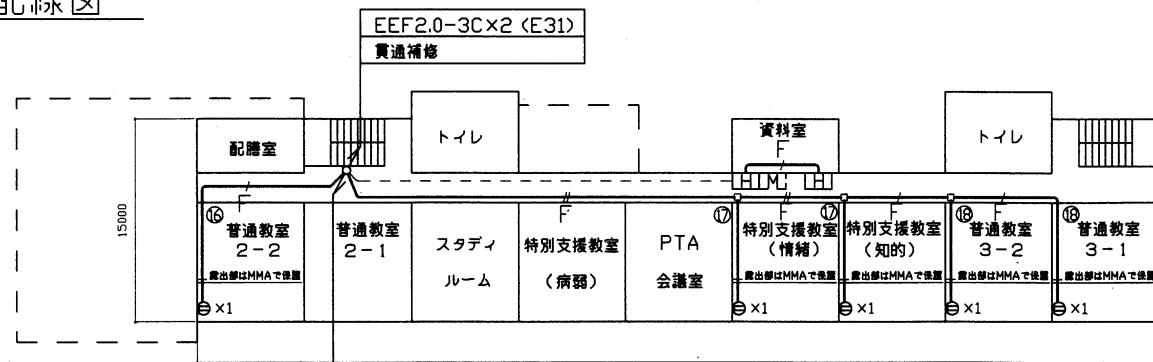 配線図
EEF2.0-3C×2 (E31)
貫通補修
配膳室
トイレ
資料室
トイレ
F
H
M
H
F
F
F
F
F
15000
⑯
普通教室
2-2
普通教室
2-1
スタディ
ルーム
特別支援教室
(病弱)
PTA
会議室
⑰
特別支援教室
(情緒)
⑰
特別支援教室
(知的)
⑱
普通教室
3-2
⑱
普通教室
3-1
露出部はMMAで保護
露出部はMMAで保護
露出部はMMAで保護
露出部はMMAで保護
露出部はMMAで保護
×1
×1
×1
×1
×1